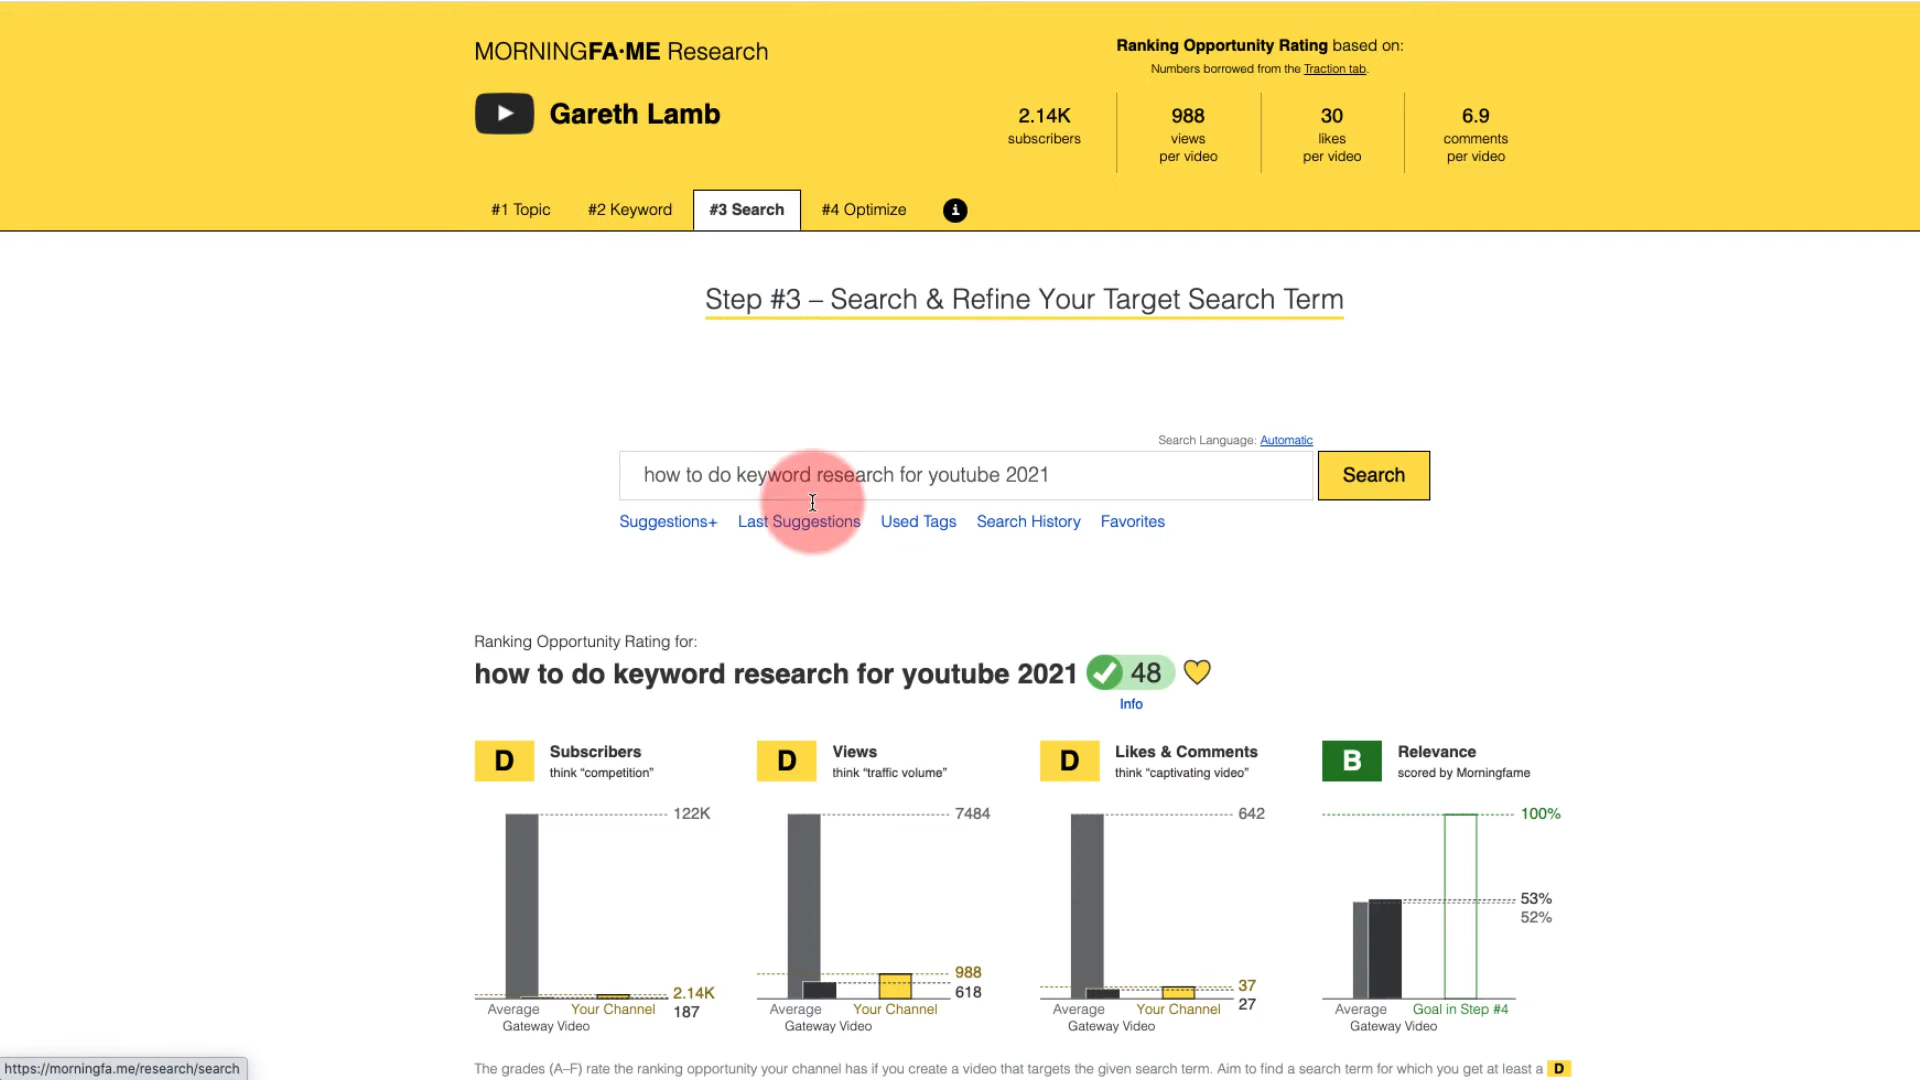 MORNINGFA·ME Research
Ranking Opportunity Rating based on:
Numbers borrowed from the Traction tab.
Gareth Lamb
2.14K
subscribers
988
views
per video
30
likes
per video
6.9
comments
per video
#1 Topic
#2 Keyword
#3 Search
#4 Optimize
i
Step #3 – Search & Refine Your Target Search Term
Search Language: Automatic
how to do keyword research for youtube 2021
Search
Suggestions+
Last Suggestions
Used Tags
Search History
Favorites
Ranking Opportunity Rating for:
how to do keyword research for youtube 2021
48
Info
D
Subscribers
think “competition”
122K
2.14K
187
Average
Your Channel
Gateway Video
D
Views
think “traffic volume”
7484
988
618
Average
Your Channel
Gateway Video
D
Likes & Comments
think “captivating video”
642
37
27
Average
Your Channel
Gateway Video
B
Relevance
scored by Morningfame
100%
53%
52%
Average
Goal in Step #4
Gateway Video
The grades (A–F) rate the ranking opportunity your channel has if you create a video that targets the given search term. Aim to find a search term for which you get at least a D
https://morningfa.me/research/search